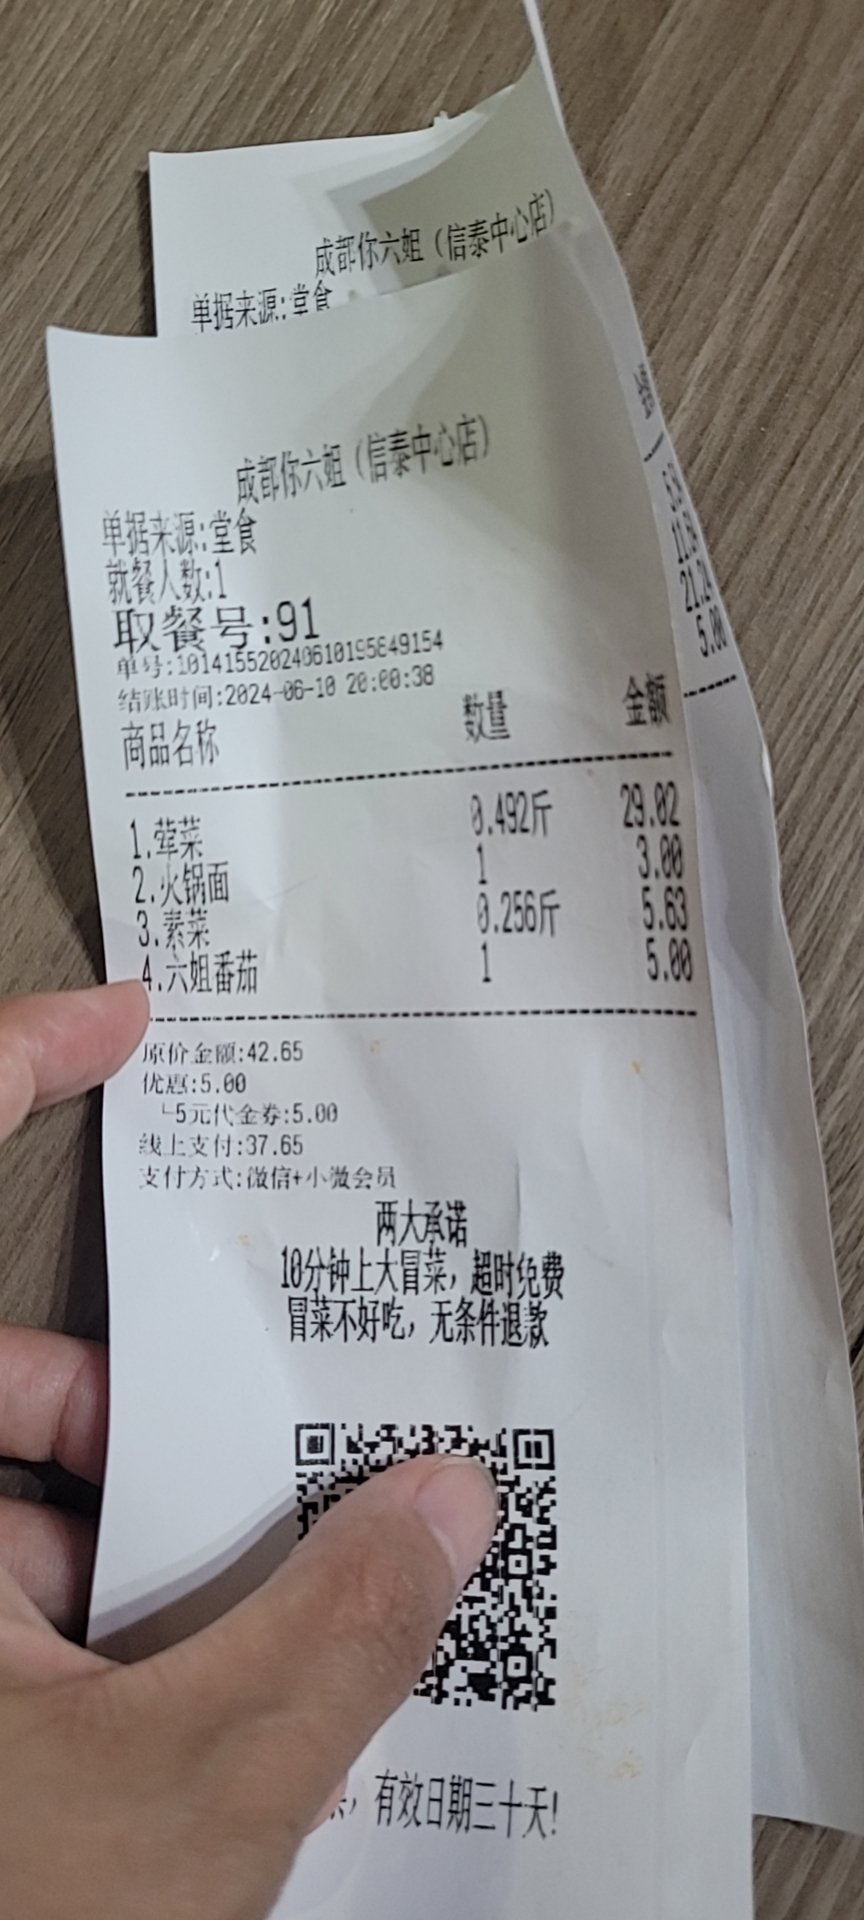 成都你六姐（信泰中心店）
单据来源:堂食
成都你六姐（信泰中心店）
单据来源:堂食
就餐人数:1
取餐号:91
单号:101415520240610195849154
结账时间:2024-06-10 20:00:38
商品名称 数量 金额
1.荤菜 0.492斤 29.02
2.火锅面 1 3.00
3.素菜 0.256斤 5.63
4.六姐番茄 1 5.00
原价金额:42.65
优惠:5.00
└5元代金券:5.00
线上支付:37.65
支付方式:微信+小微会员
两大承诺
10分钟上大冒菜，超时免费
冒菜不好吃，无条件退款
，有效日期三十天!
21.24
5.00